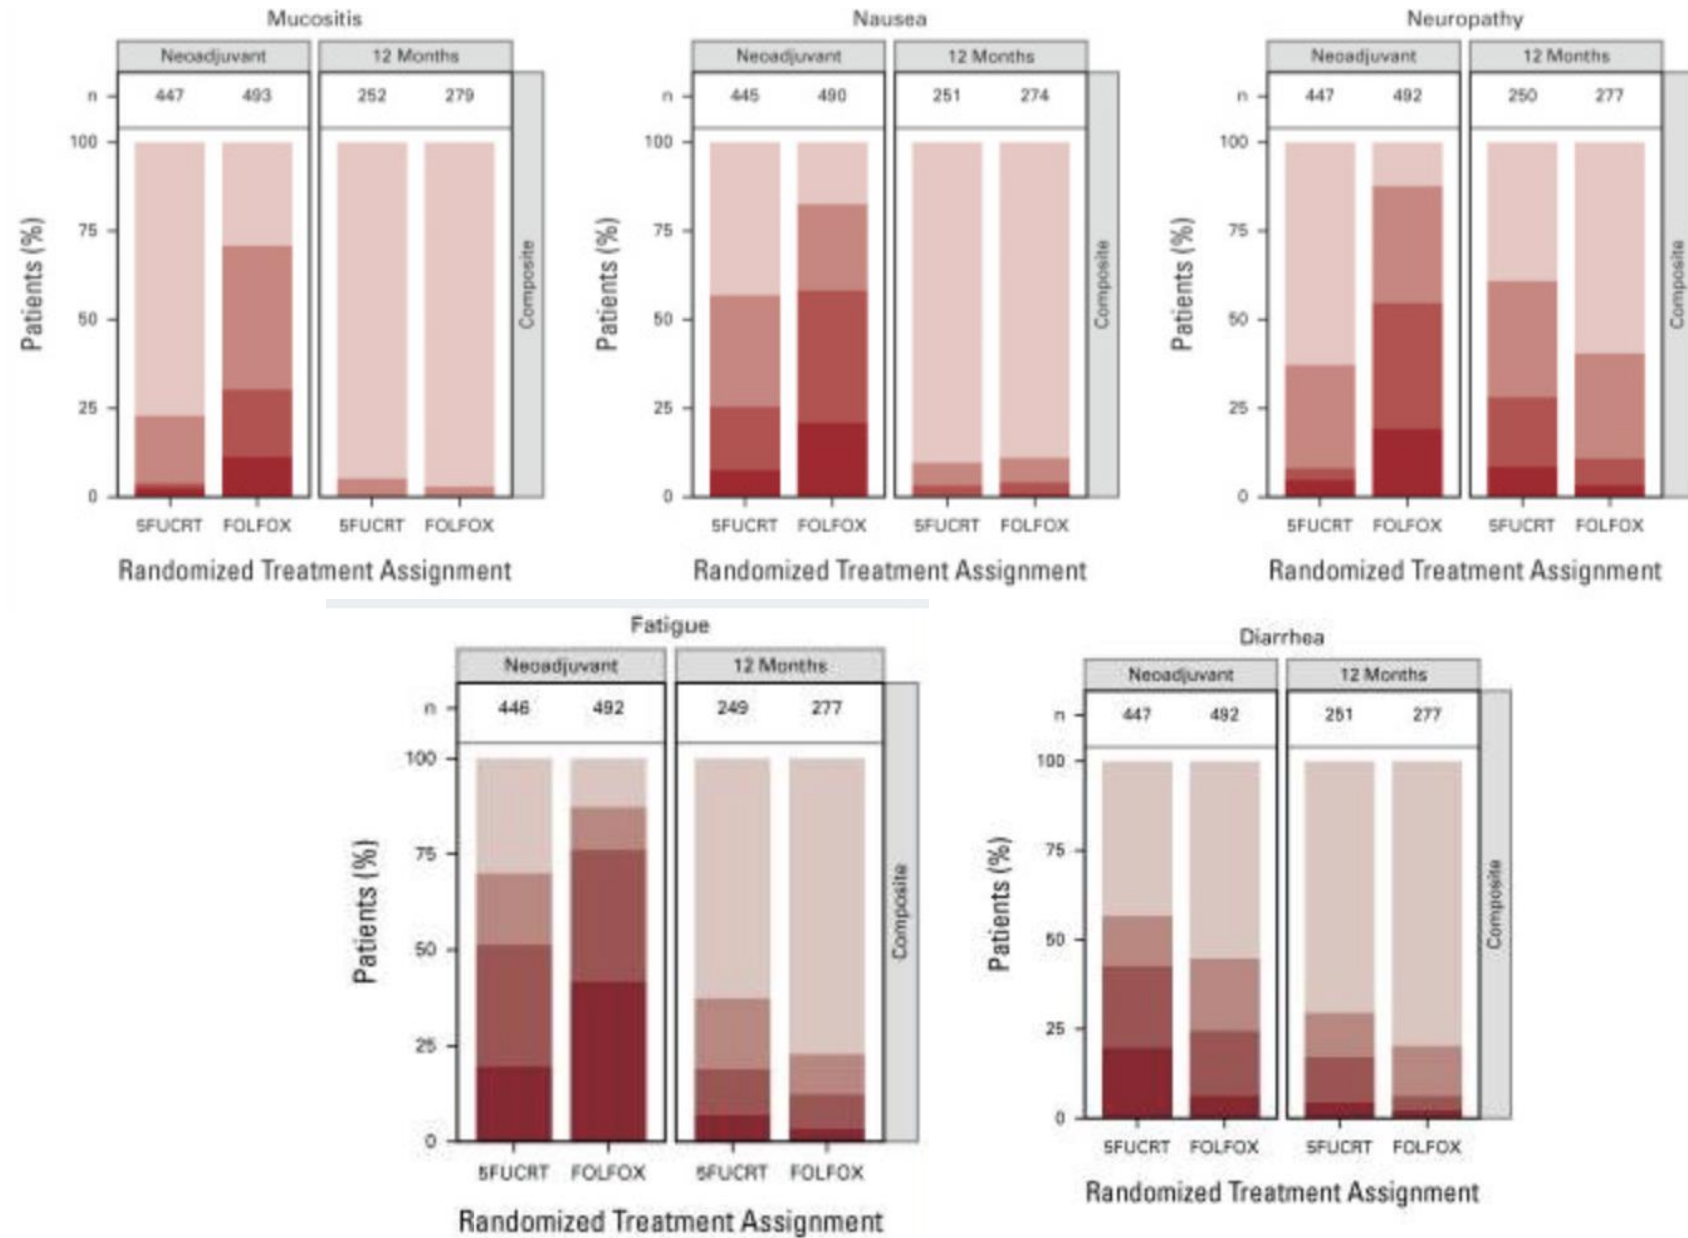 Mucositis
Neoadjuvant 12 Months
n 447 493 252 279
100
75
50
25
0
Patients (%)
Composite
5FUCRT FOLFOX 5FUCRT FOLFOX
Randomized Treatment Assignment
Nausea
Neoadjuvant 12 Months
n 445 490 251 274
100
75
50
25
0
Patients (%)
Composite
5FUCRT FOLFOX 5FUCRT FOLFOX
Randomized Treatment Assignment
Neuropathy
Neoadjuvant 12 Months
n 447 492 250 277
100
75
50
25
0
Patients (%)
Composite
5FUCRT FOLFOX 5FUCRT FOLFOX
Randomized Treatment Assignment
Fatigue
Neoadjuvant 12 Months
n 446 492 249 277
100
75
50
25
0
Patients (%)
Composite
5FUCRT FOLFOX 5FUCRT FOLFOX
Randomized Treatment Assignment
Diarrhea
Neoadjuvant 12 Months
n 447 492 251 277
100
75
50
25
0
Patients (%)
Composite
5FUCRT FOLFOX 5FUCRT FOLFOX
Randomized Treatment Assignment